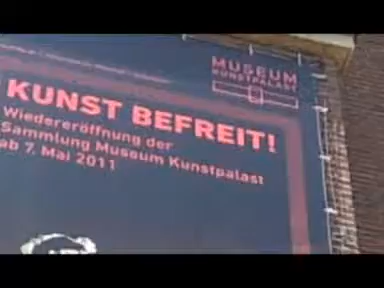 MUSEUM
KUNSTPALAST
KUNST BEFREIT!
Wiedereröffnung der
Sammlung Museum Kunstpalast
ab 7. Mai 2011